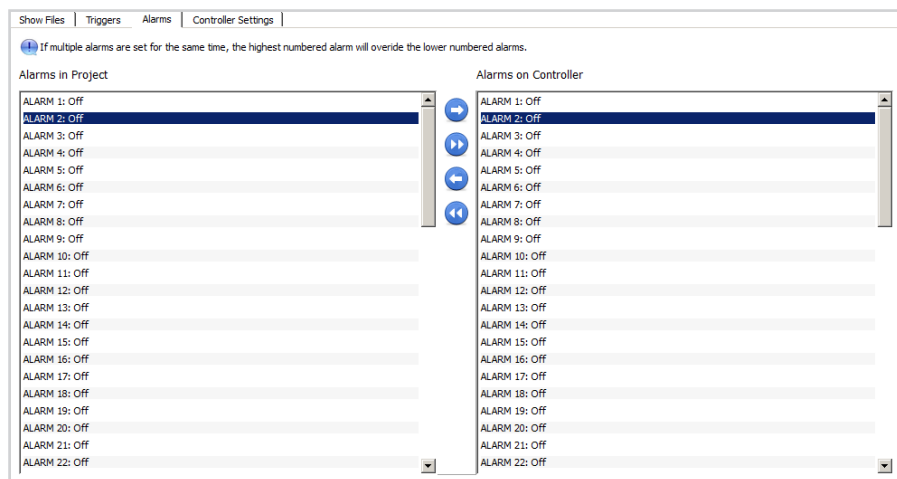 Show Files Triggers Alarms Controller Settings
If multiple alarms are set for the same time, the highest numbered alarm will overide the lower numbered alarms.
Alarms in Project
ALARM 1: Off
ALARM 2: Off
ALARM 3: Off
ALARM 4: Off
ALARM 5: Off
ALARM 6: Off
ALARM 7: Off
ALARM 8: Off
ALARM 9: Off
ALARM 10: Off
ALARM 11: Off
ALARM 12: Off
ALARM 13: Off
ALARM 14: Off
ALARM 15: Off
ALARM 16: Off
ALARM 17: Off
ALARM 18: Off
ALARM 19: Off
ALARM 20: Off
ALARM 21: Off
ALARM 22: Off
Alarms on Controller
ALARM 1: Off
ALARM 2: Off
ALARM 3: Off
ALARM 4: Off
ALARM 5: Off
ALARM 6: Off
ALARM 7: Off
ALARM 8: Off
ALARM 9: Off
ALARM 10: Off
ALARM 11: Off
ALARM 12: Off
ALARM 13: Off
ALARM 14: Off
ALARM 15: Off
ALARM 16: Off
ALARM 17: Off
ALARM 18: Off
ALARM 19: Off
ALARM 20: Off
ALARM 21: Off
ALARM 22: Off